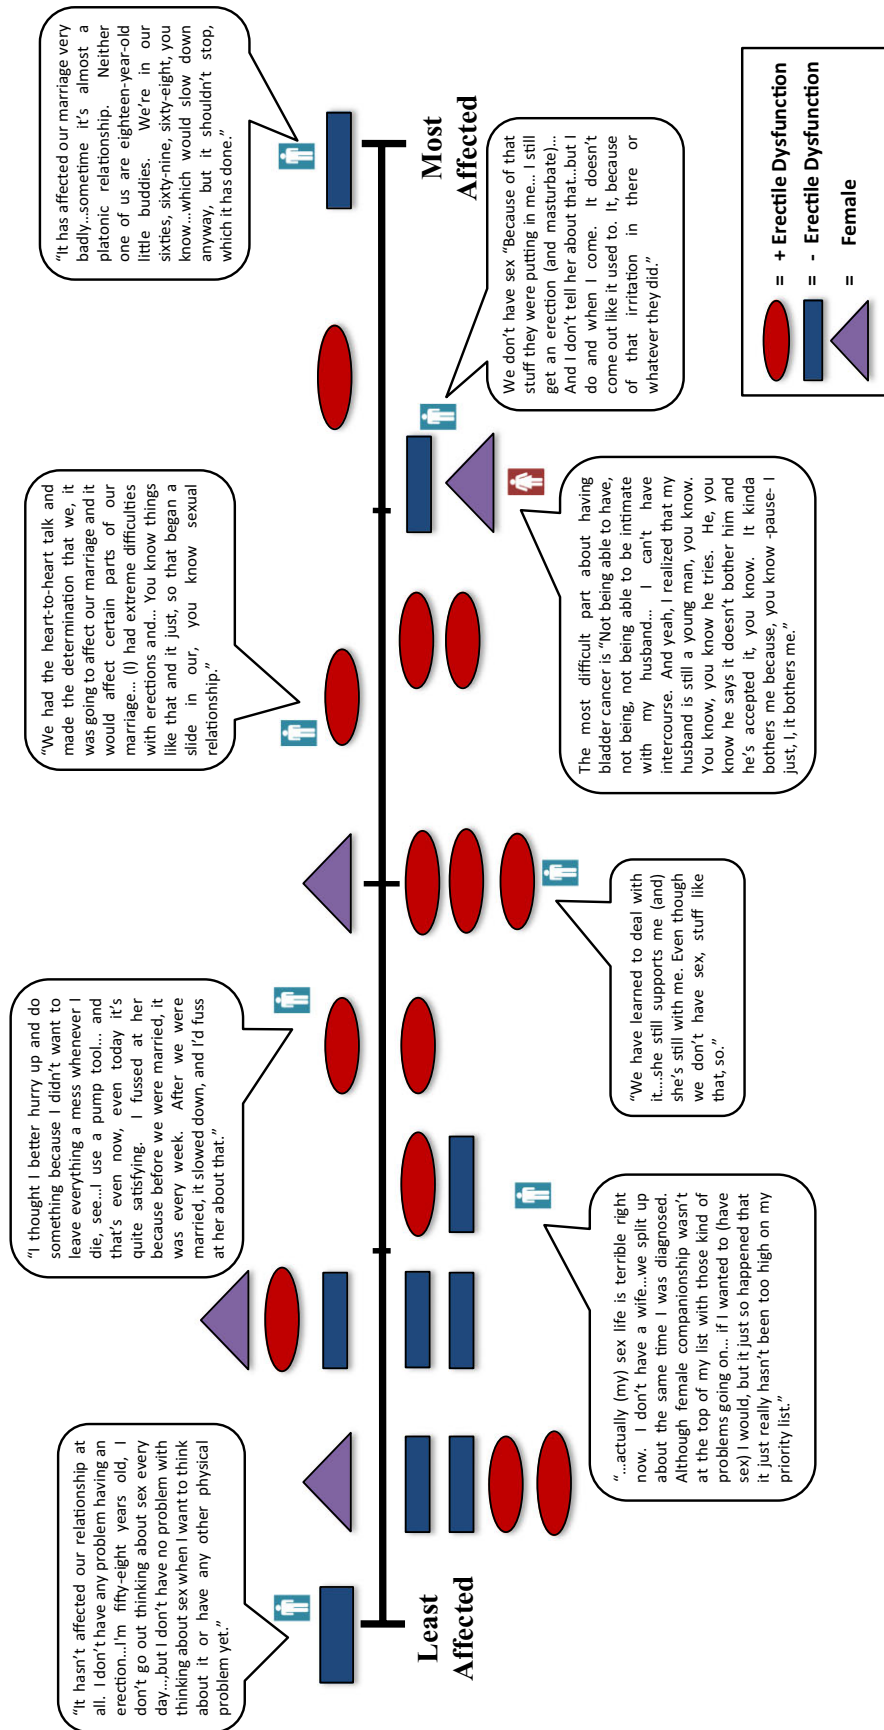 “It hasn’t affected our relationship at
all. I don’t have any problem having an
erection...I’m fifty-eight years old, I
don’t go out thinking about sex every
day...,but I don’t have no problem with
thinking about sex when I want to think
about it or have any other physical
problem yet.”
“I thought I better hurry up and do
something because I didn’t want to
leave everything a mess whenever I
die, see...I use a pump tool... and
that’s even now, even today it’s
quite satisfying. I fussed at her
because before we were married, it
was every week. After we were
married, it slowed down, and I’d fuss
at her about that.”
“We had the heart-to-heart talk and
made the determination that we, it
was going to affect our marriage and it
would affect certain parts of our
marriage... (I) had extreme difficulties
with erections and... You know things
like that and it just, so that began a
slide in our, you know sexual
relationship.”
“It has affected our marriage very
badly...sometime it’s almost a
platonic relationship. Neither
one of us are eighteen-year-old
little buddies. We’re in our
sixties, sixty-nine, sixty-eight, you
know...which would slow down
anyway, but it shouldn’t stop,
which it has done.”
Least
Affected
Most
Affected
“...actually (my) sex life is terrible right
now. I don’t have a wife...we split up
about the same time I was diagnosed.
Although female companionship wasn’t
at the top of my list with those kind of
problems going on... if I wanted to (have
sex) I would, but it just so happened that
it just really hasn’t been too high on my
priority list.”
“We have learned to deal with
it....she still supports me (and)
she’s still with me. Even though
we don’t have sex, stuff like
that, so.”
The most difficult part about having
bladder cancer is “Not being able to have,
not being, not being able to be intimate
with my husband... I can’t have
intercourse. And yeah, I realized that my
husband is still a young man, you know.
You know, you know he tries. He, you
know he says it doesn’t bother him and
he’s accepted it, you know. It kinda
bothers me because, you know -pause- I
just, I, it bothers me.”
We don’t have sex “Because of that
stuff they were putting in me... I still
get an erection (and masturbate)...
And I don’t tell her about that...but I
do and when I come. It doesn’t
come out like it used to. It, because
of that irritation in there or
whatever they did.”
= + Erectile Dysfunction
= - Erectile Dysfunction
= Female